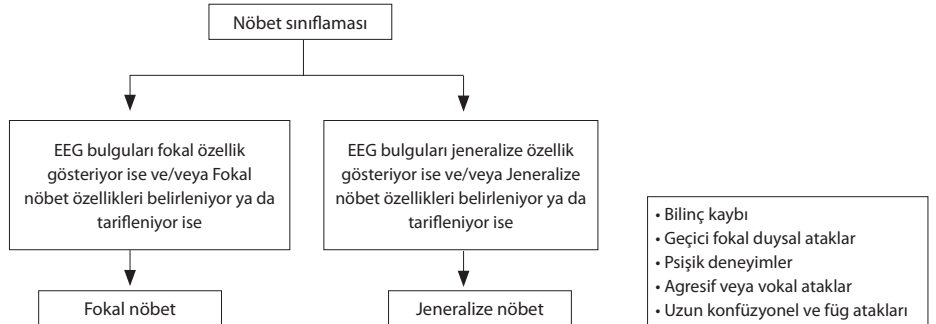 Nöbet sınıflaması
EEG bulguları fokal özellik
gösteriyor ise ve/veya Fokal
nöbet özellikleri belirleniyor ya da
tarifleniyor ise
EEG bulguları jeneralize özellik
gösteriyor ise ve/veya Jeneralize
nöbet özellikleri belirleniyor ya da
tarifleniyor ise
Fokal nöbet
Jeneralize nöbet
• Bilinç kaybı
• Geçici fokal duysal ataklar
• Psişik deneyimler
• Agresif veya vokal ataklar
• Uzun konfüzyonel ve füg atakları